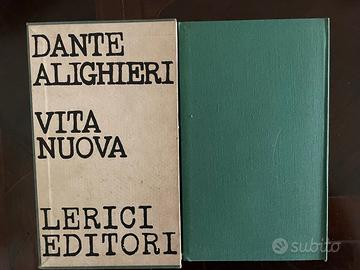 DANTE
ALIGHIERI
VITA
NUOVA
LERICI
EDITORI
subito